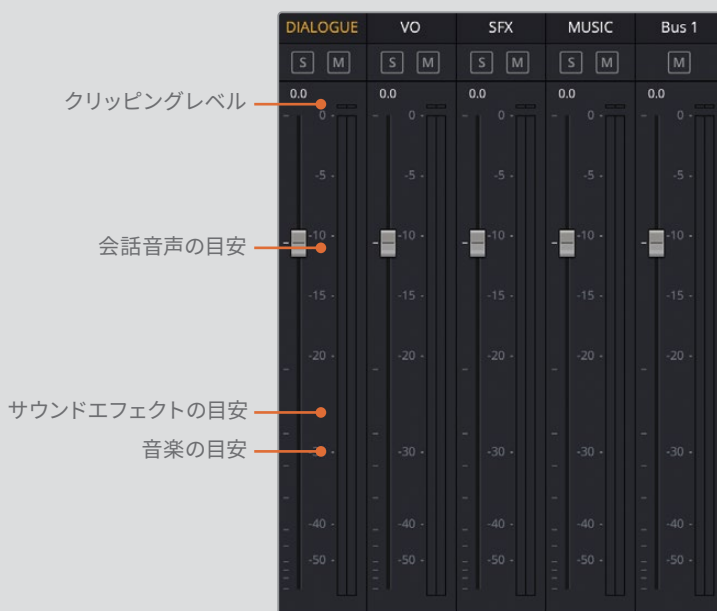 DIALOGUE VO SFX MUSIC Bus 1
S M S M S M S M M
0.0 0.0 0.0 0.0 0.0
クリッピングレベル
0 0 0 0 0
-5 -5 -5 -5 -5
会話音声の目安
-10 -10 -10 -10 -10
-15 -15 -15 -15 -15
-20 -20 -20 -20 -20
サウンドエフェクトの目安
音楽の目安
-30 -30 -30 -30 -30
-40 -40 -40 -40 -40
-50 -50 -50 -50 -50